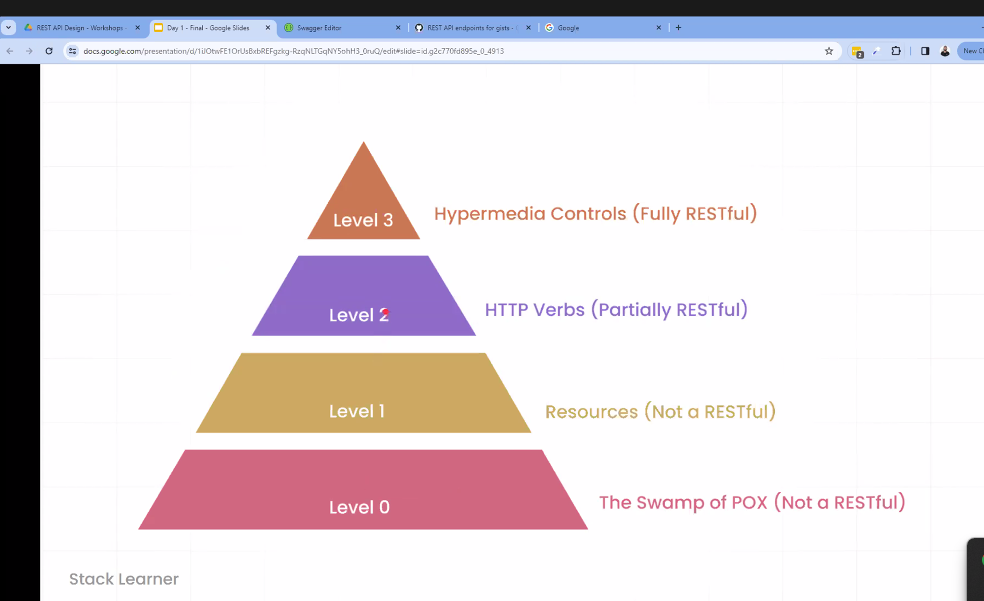 REST API Design - Workshops -
Day 1 - Final - Google Slides
Swagger Editor
REST API endpoints for gists -
Google
docs.google.com/presentation/d/1iJOtwFE1OrUsBxbREFgzkg-RzqNLTGqNY5ohH3_0ruQ/edit#slide=id.g2c770fd895e_0_4913
2
New Cl
Level 3
Hypermedia Controls (Fully RESTful)
Level 2
HTTP Verbs (Partially RESTful)
Level 1
Resources (Not a RESTful)
Level 0
The Swamp of POX (Not a RESTful)
Stack Learner